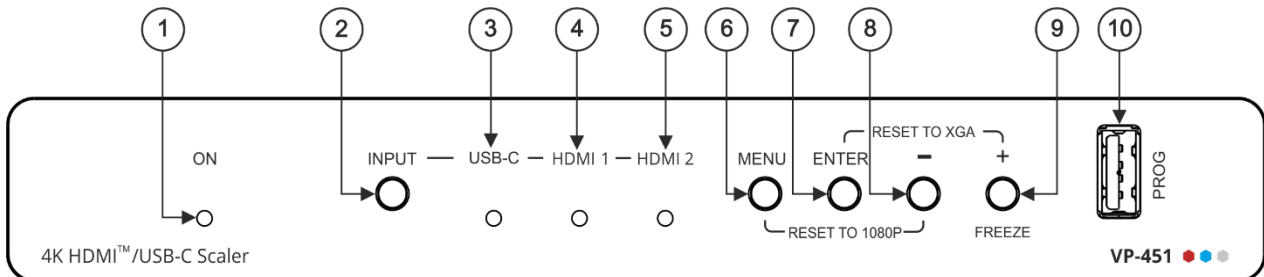 1 2 3 4 5 6 7 8 9 10
RESET TO XGA
ON INPUT USB-C HDMI 1 HDMI 2 MENU ENTER - +
PROG
RESET TO 1080P FREEZE
4K HDMI™/USB-C Scaler VP-451